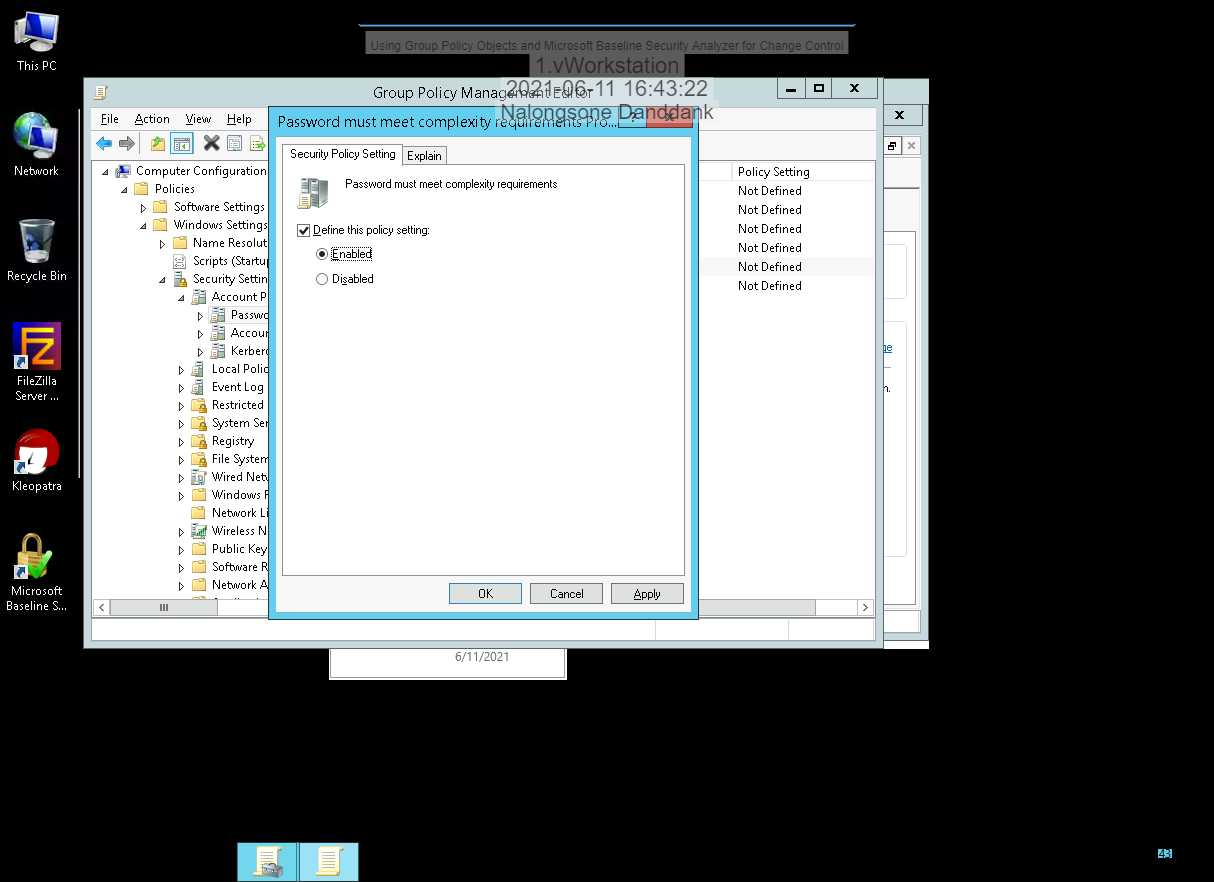 This PC
Network
Recycle Bin
FileZilla
Server ...
Kleopatra
Microsoft
Baseline S...
Using Group Policy Objects and Microsoft Baseline Security Analyzer for Change Control
1.vWorkstation
2021-06-11 16:43:22
Nalongsone Danddank
Group Policy Management Editor
File Action View Help
Computer Configuration
Policies
Software Settings
Windows Settings
Name Resolut
Scripts (Startup
Security Settin
Account P
Passwo
Accoun
Kerbero
Local Polic
Event Log
Restricted
System Ser
Registry
File System
Wired Netv
Windows F
Network Li
Wireless N
Public Key
Software R
Network A
Password must meet complexity requirements Pro...
?
Security Policy Setting
Explain
Password must meet complexity requirements
Define this policy setting:
Enabled
Disabled
OK
Cancel
Apply
Policy Setting
Not Defined
Not Defined
Not Defined
Not Defined
Not Defined
Not Defined
ge
n.
6/11/2021
43